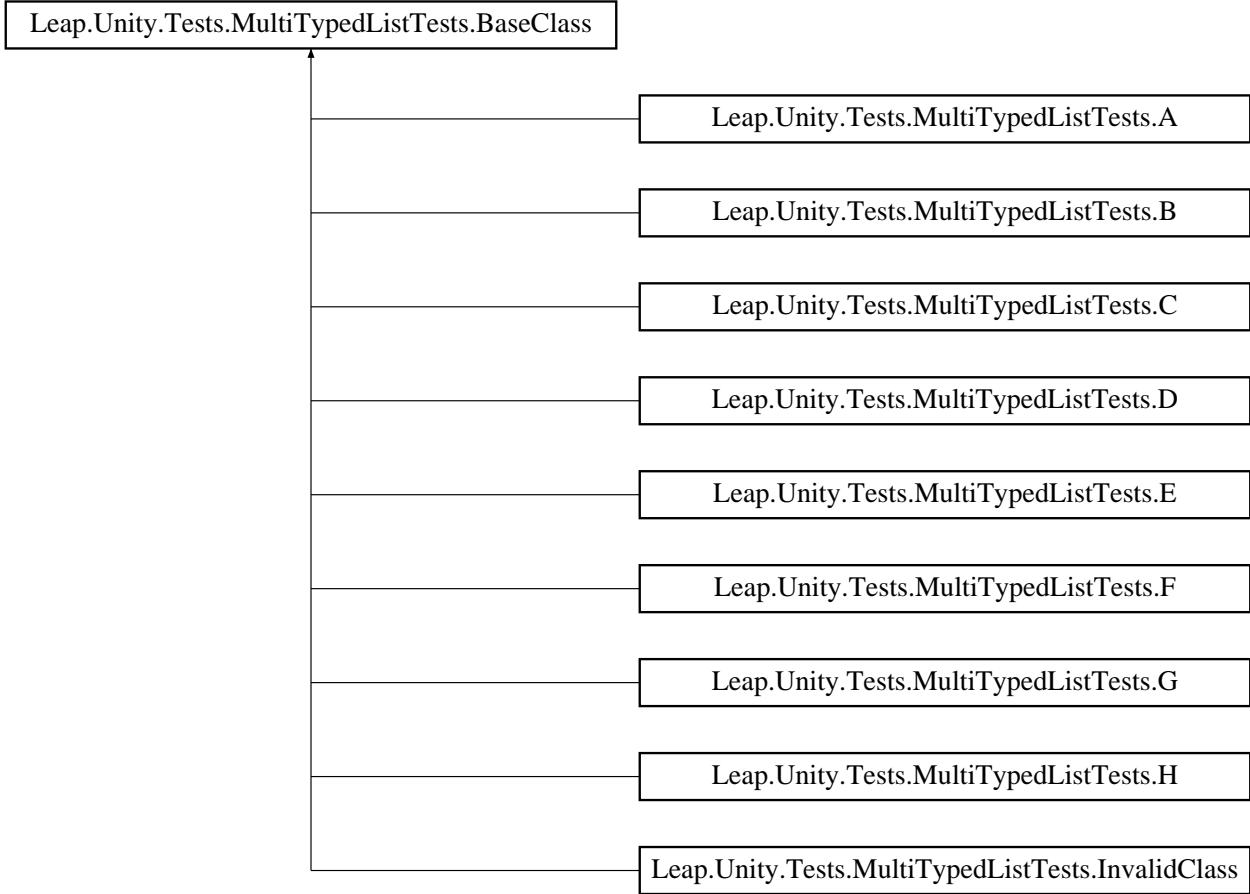 Leap.Unity.Tests.MultiTypedListTests.BaseClass
Leap.Unity.Tests.MultiTypedListTests.A
Leap.Unity.Tests.MultiTypedListTests.B
Leap.Unity.Tests.MultiTypedListTests.C
Leap.Unity.Tests.MultiTypedListTests.D
Leap.Unity.Tests.MultiTypedListTests.E
Leap.Unity.Tests.MultiTypedListTests.F
Leap.Unity.Tests.MultiTypedListTests.G
Leap.Unity.Tests.MultiTypedListTests.H
Leap.Unity.Tests.MultiTypedListTests.InvalidClass